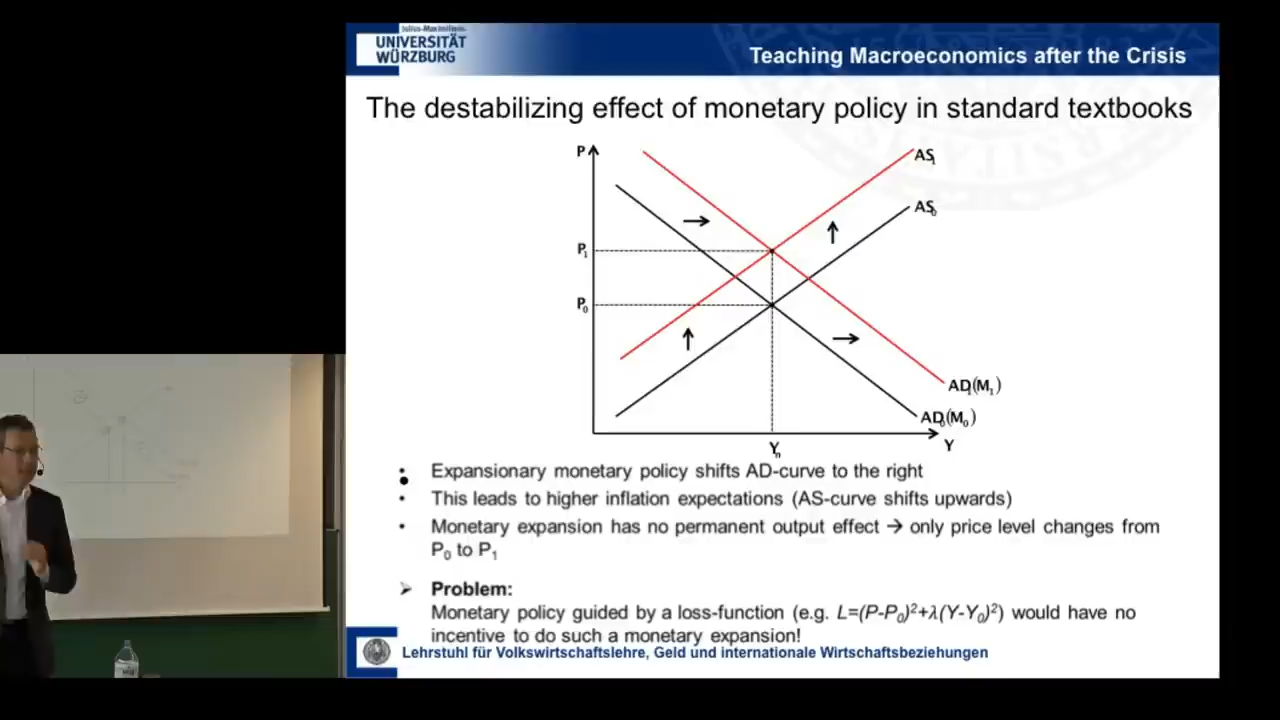 Julius-Maximilians-
UNIVERSITÄT
WÜRZBURG
Teaching Macroeconomics after the Crisis
The destabilizing effect of monetary policy in standard textbooks
P
AS1
AS0
P1
P0
AD1(M1)
AD0(M0)
Yn
Y
• Expansionary monetary policy shifts AD-curve to the right
• This leads to higher inflation expectations (AS-curve shifts upwards)
• Monetary expansion has no permanent output effect → only price level changes from
P0 to P1
➢ Problem:
Monetary policy guided by a loss-function (e.g. L=(P-P0)²+λ(Y-Y0)²) would have no
incentive to do such a monetary expansion!
Lehrstuhl für Volkswirtschaftslehre, Geld und internationale Wirtschaftsbeziehungen